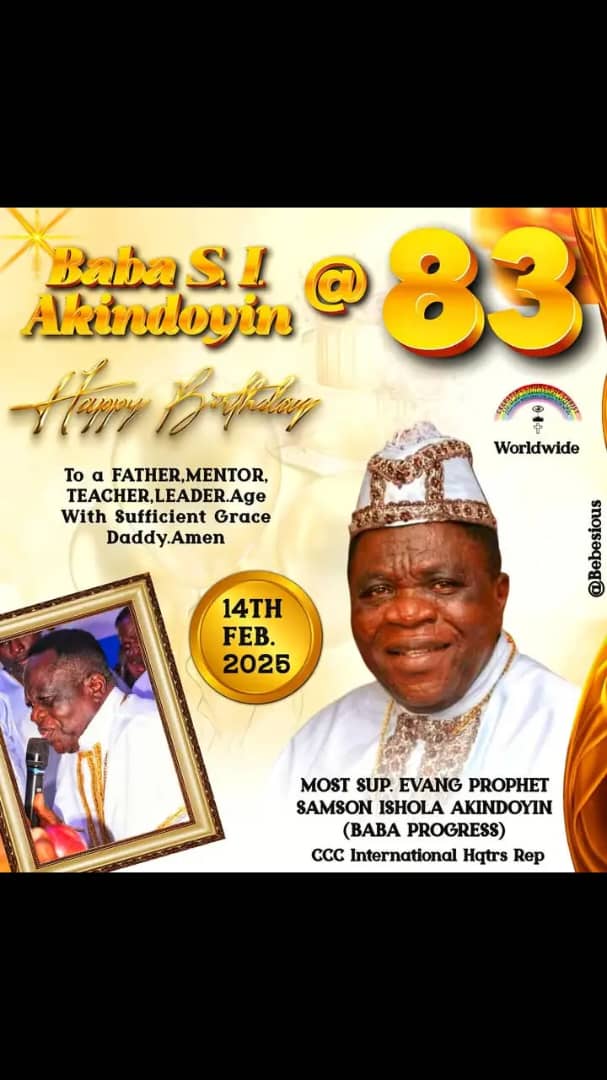 Baba S. I.
Akindoyin
@ 83
Happy Birthday
To a FATHER,MENTOR,
TEACHER,LEADER.Age
With Sufficient Grace
Daddy.Amen
Worldwide
@Bebesious
14TH
FEB.
2025
MOST SUP. EVANG PROPHET
SAMSON ISHOLA AKINDOYIN
(BABA PROGRESS)
CCC International Hqtrs Rep